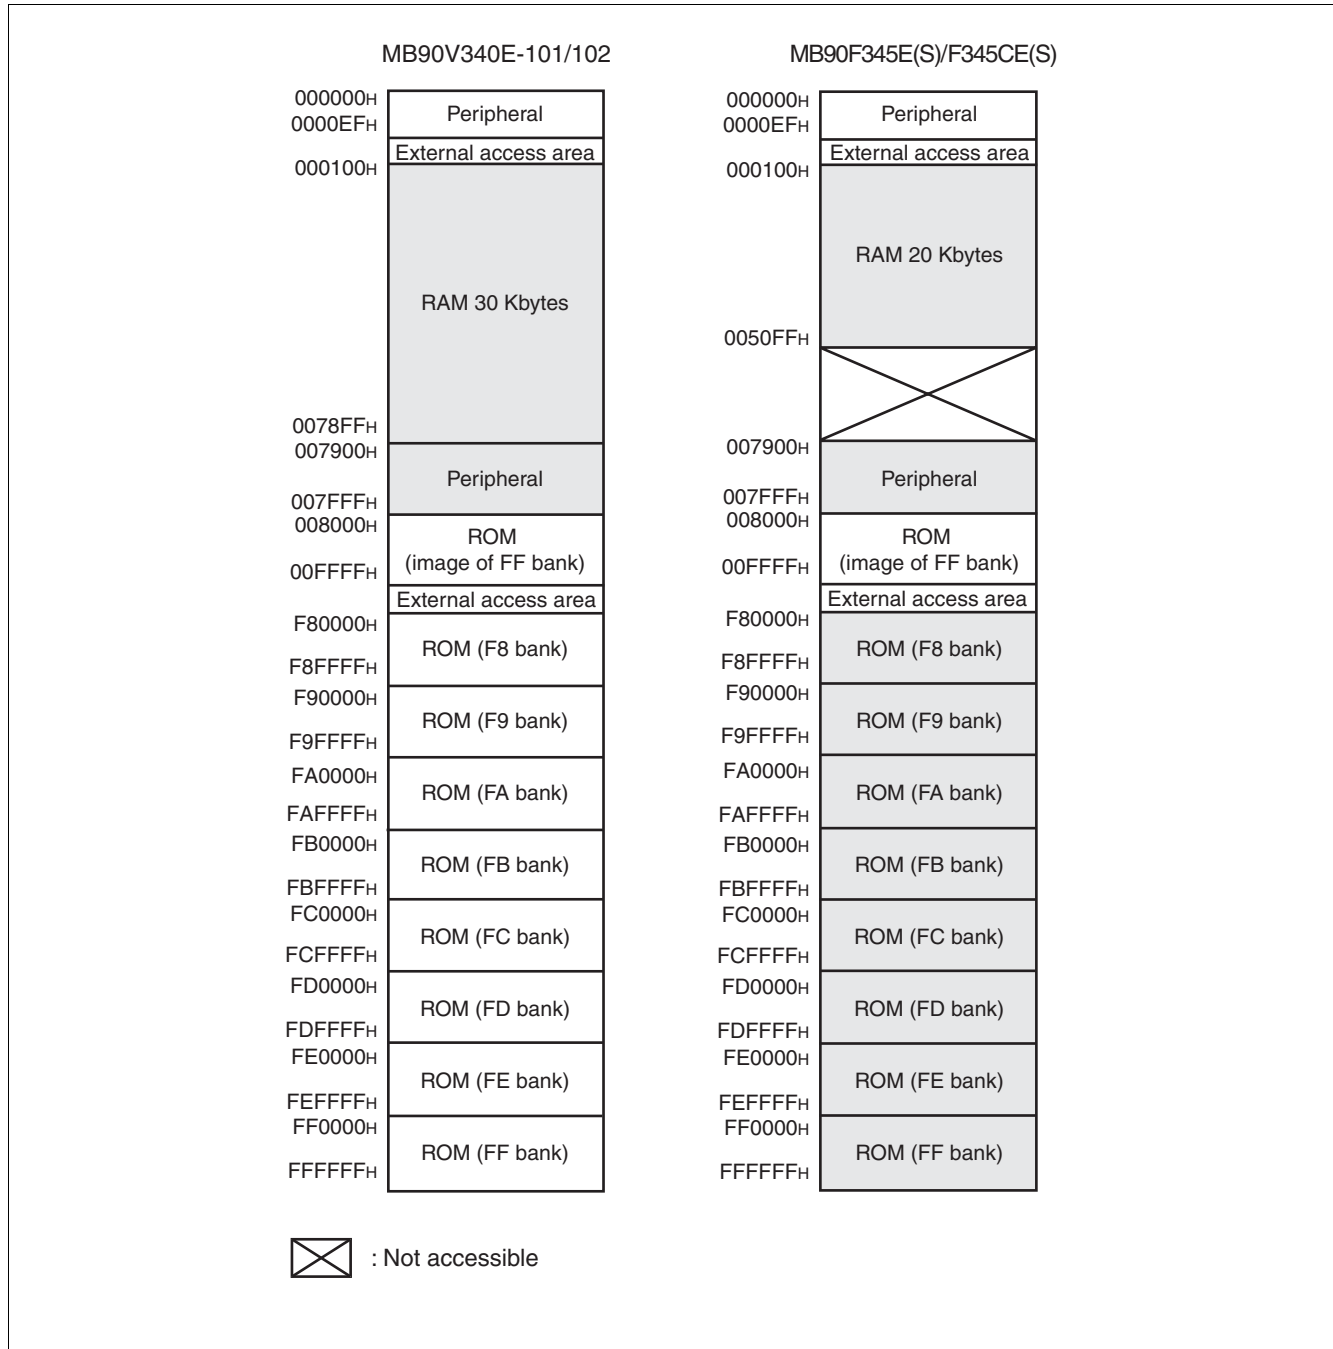 MB90V340E-101/102
000000H
0000EFH
Peripheral
External access area
000100H
RAM 30 Kbytes
0078FFH
007900H
Peripheral
007FFFH
008000H
ROM
(image of FF bank)
00FFFFH
External access area
F80000H
ROM (F8 bank)
F8FFFFH
F90000H
ROM (F9 bank)
F9FFFFH
FA0000H
ROM (FA bank)
FAFFFFH
FB0000H
ROM (FB bank)
FBFFFFH
FC0000H
ROM (FC bank)
FCFFFFH
FD0000H
ROM (FD bank)
FDFFFFH
FE0000H
ROM (FE bank)
FEFFFFH
FF0000H
ROM (FF bank)
FFFFFFH
MB90F345E(S)/F345CE(S)
000000H
0000EFH
Peripheral
External access area
000100H
RAM 20 Kbytes
0050FFH
007900H
Peripheral
007FFFH
008000H
ROM
(image of FF bank)
00FFFFH
External access area
F80000H
ROM (F8 bank)
F8FFFFH
F90000H
ROM (F9 bank)
F9FFFFH
FA0000H
ROM (FA bank)
FAFFFFH
FB0000H
ROM (FB bank)
FBFFFFH
FC0000H
ROM (FC bank)
FCFFFFH
FD0000H
ROM (FD bank)
FDFFFFH
FE0000H
ROM (FE bank)
FEFFFFH
FF0000H
ROM (FF bank)
FFFFFFH
: Not accessible